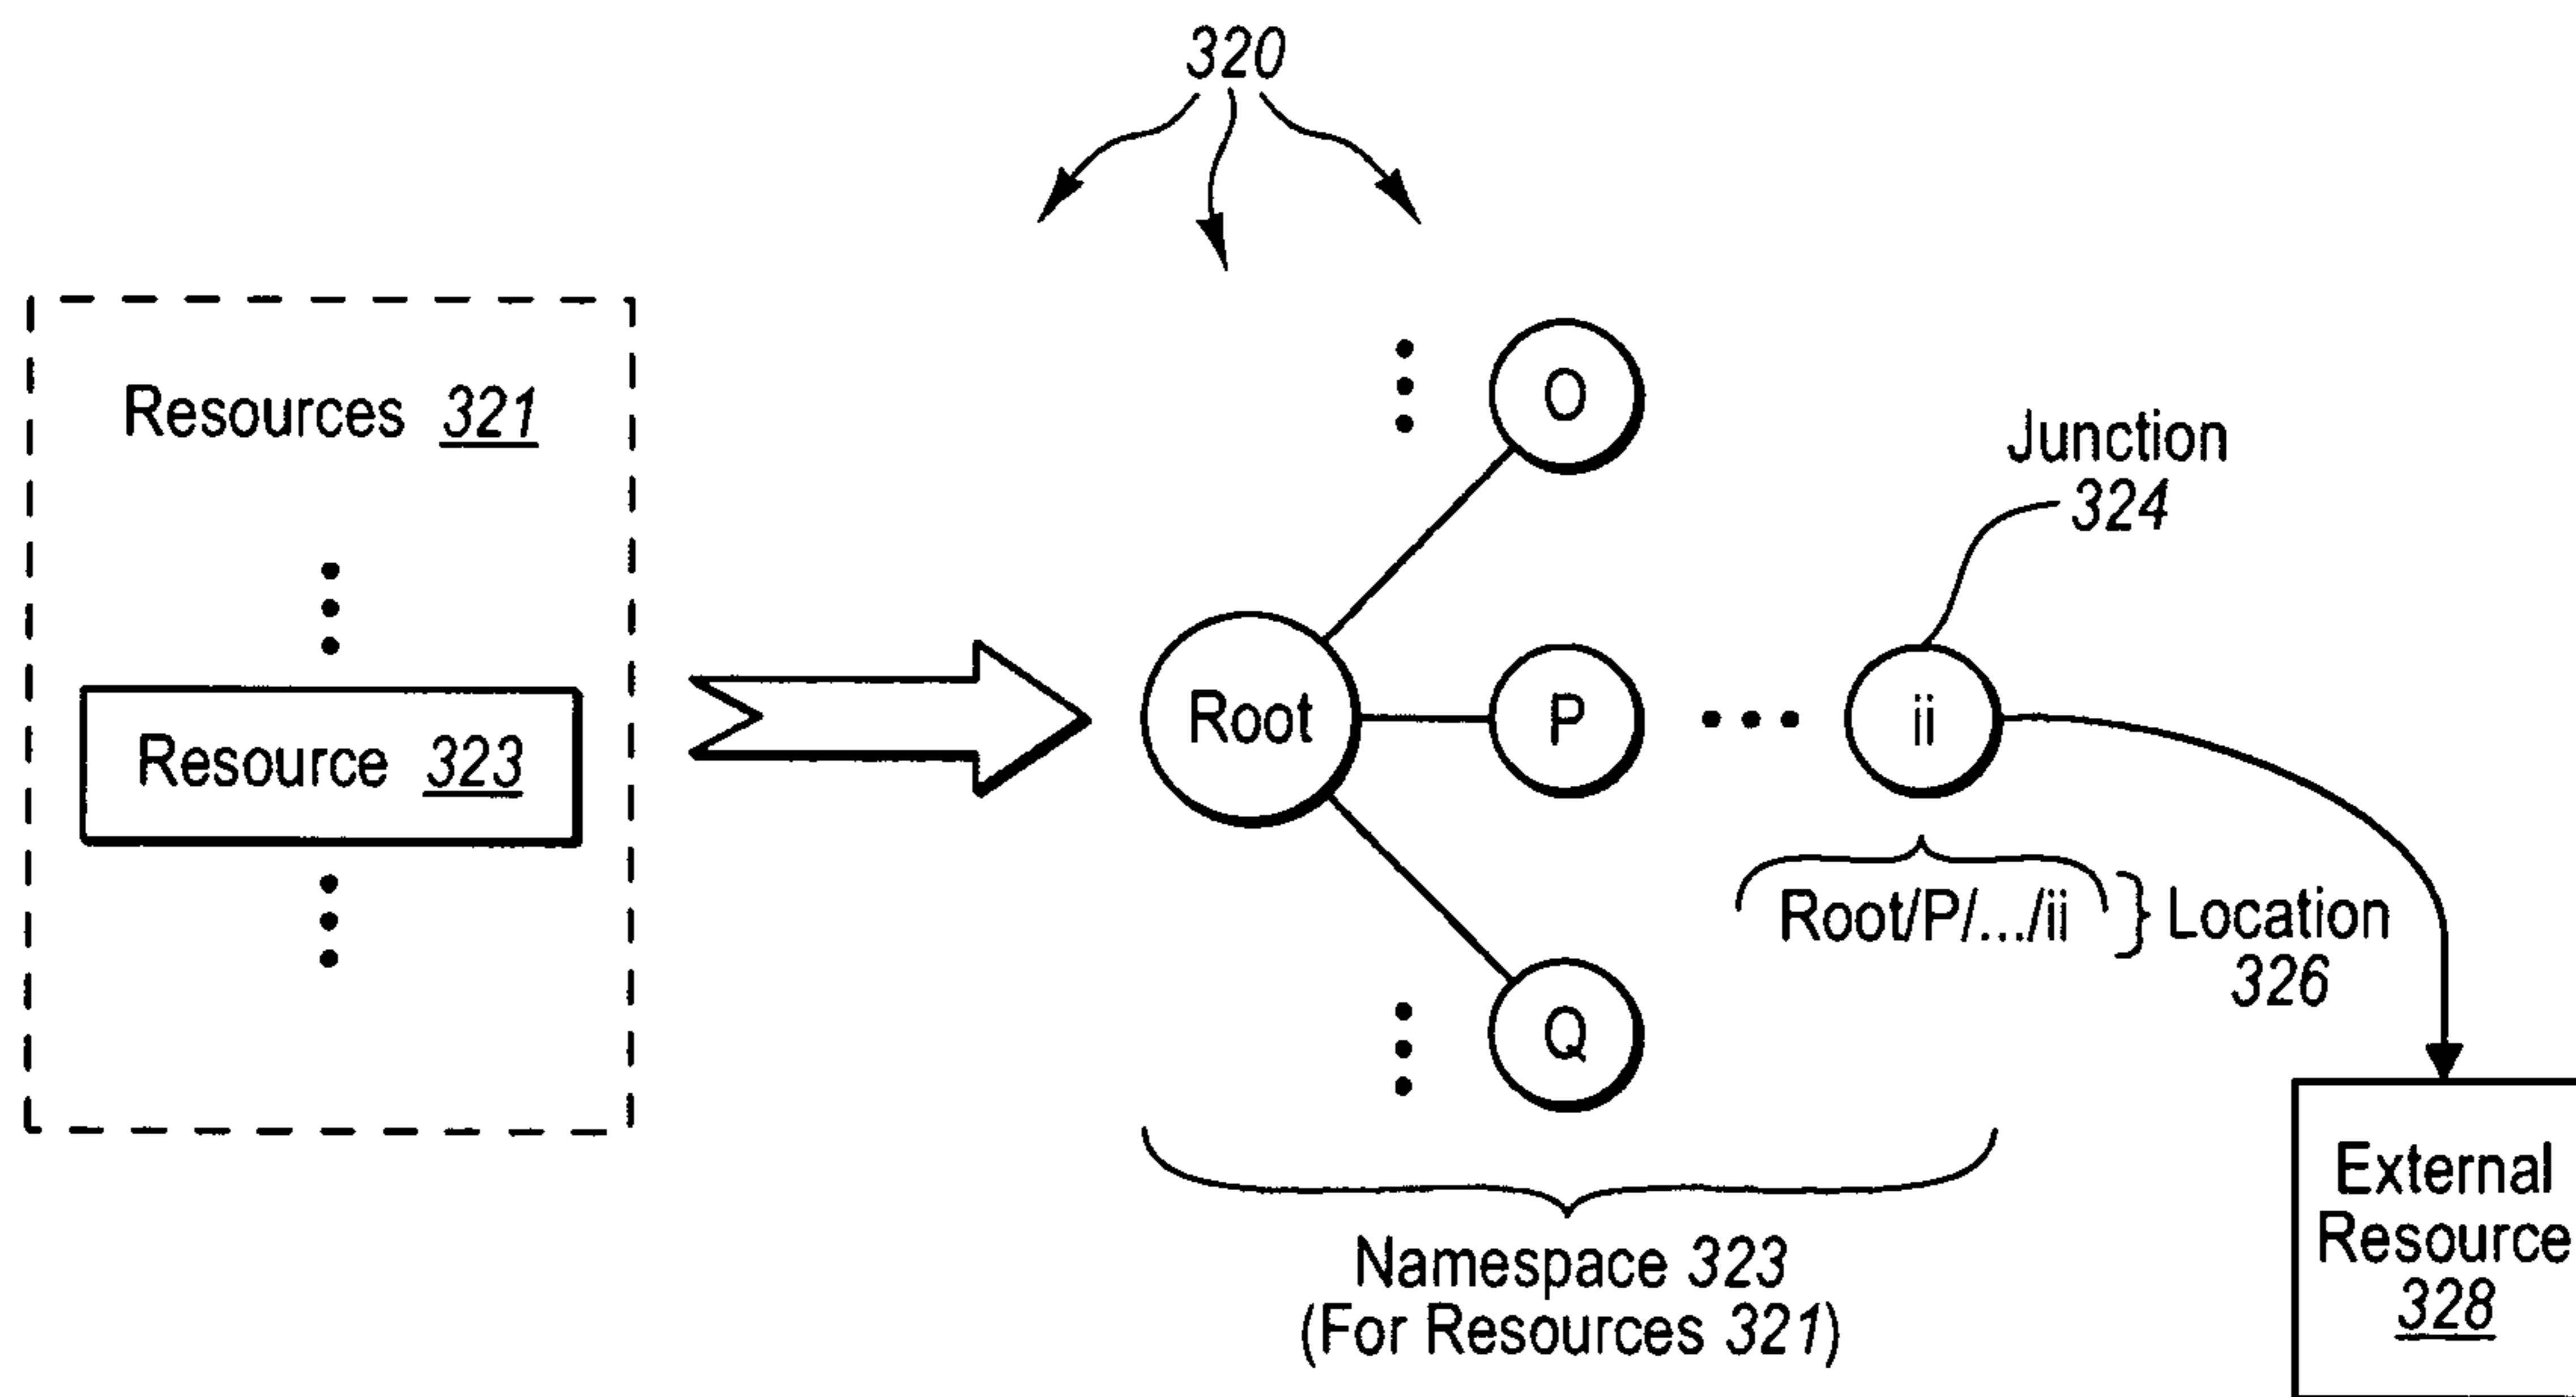 320
Resources 321
Resource 323
Root
O
P
Q
ii
Junction
324
Root/P/.../ii
Location
326
Namespace 323
(For Resources 321)
External
Resource
328